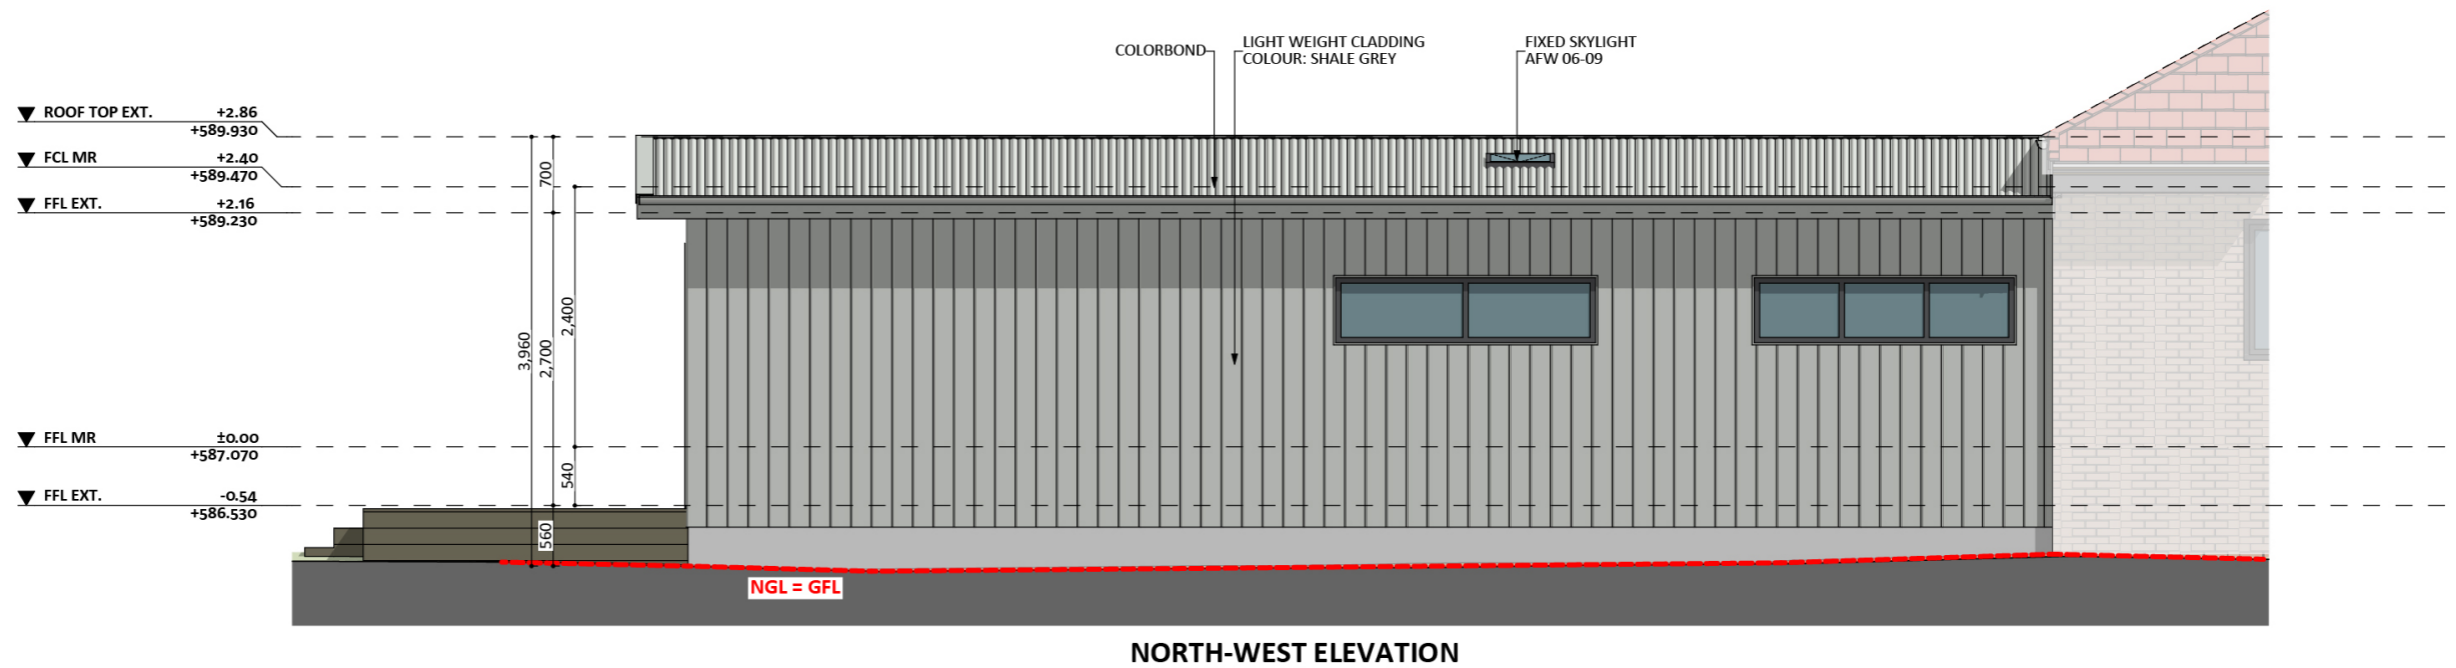 COLORBOND
LIGHT WEIGHT CLADDING
COLOUR: SHALE GREY
FIXED SKYLIGHT
AFW 06-09
ROOF TOP EXT. +2.86
+589.930
FCL MR +2.40
+589.470
FFL EXT. +2.16
+589.230
FFL MR ±0.00
+587.070
FFL EXT. -0.54
+586.530
3,960
700
2,700
560
2,400
540
NGL = GFL
NORTH-WEST ELEVATION